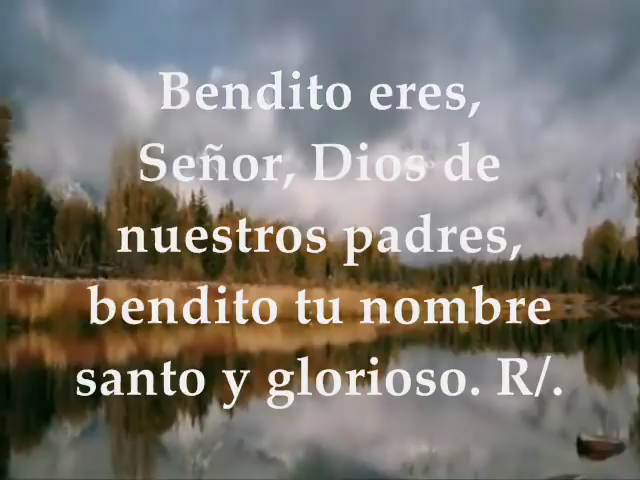 Bendito eres,
Señor, Dios de
nuestros padres,
bendito tu nombre
santo y glorioso. R/.